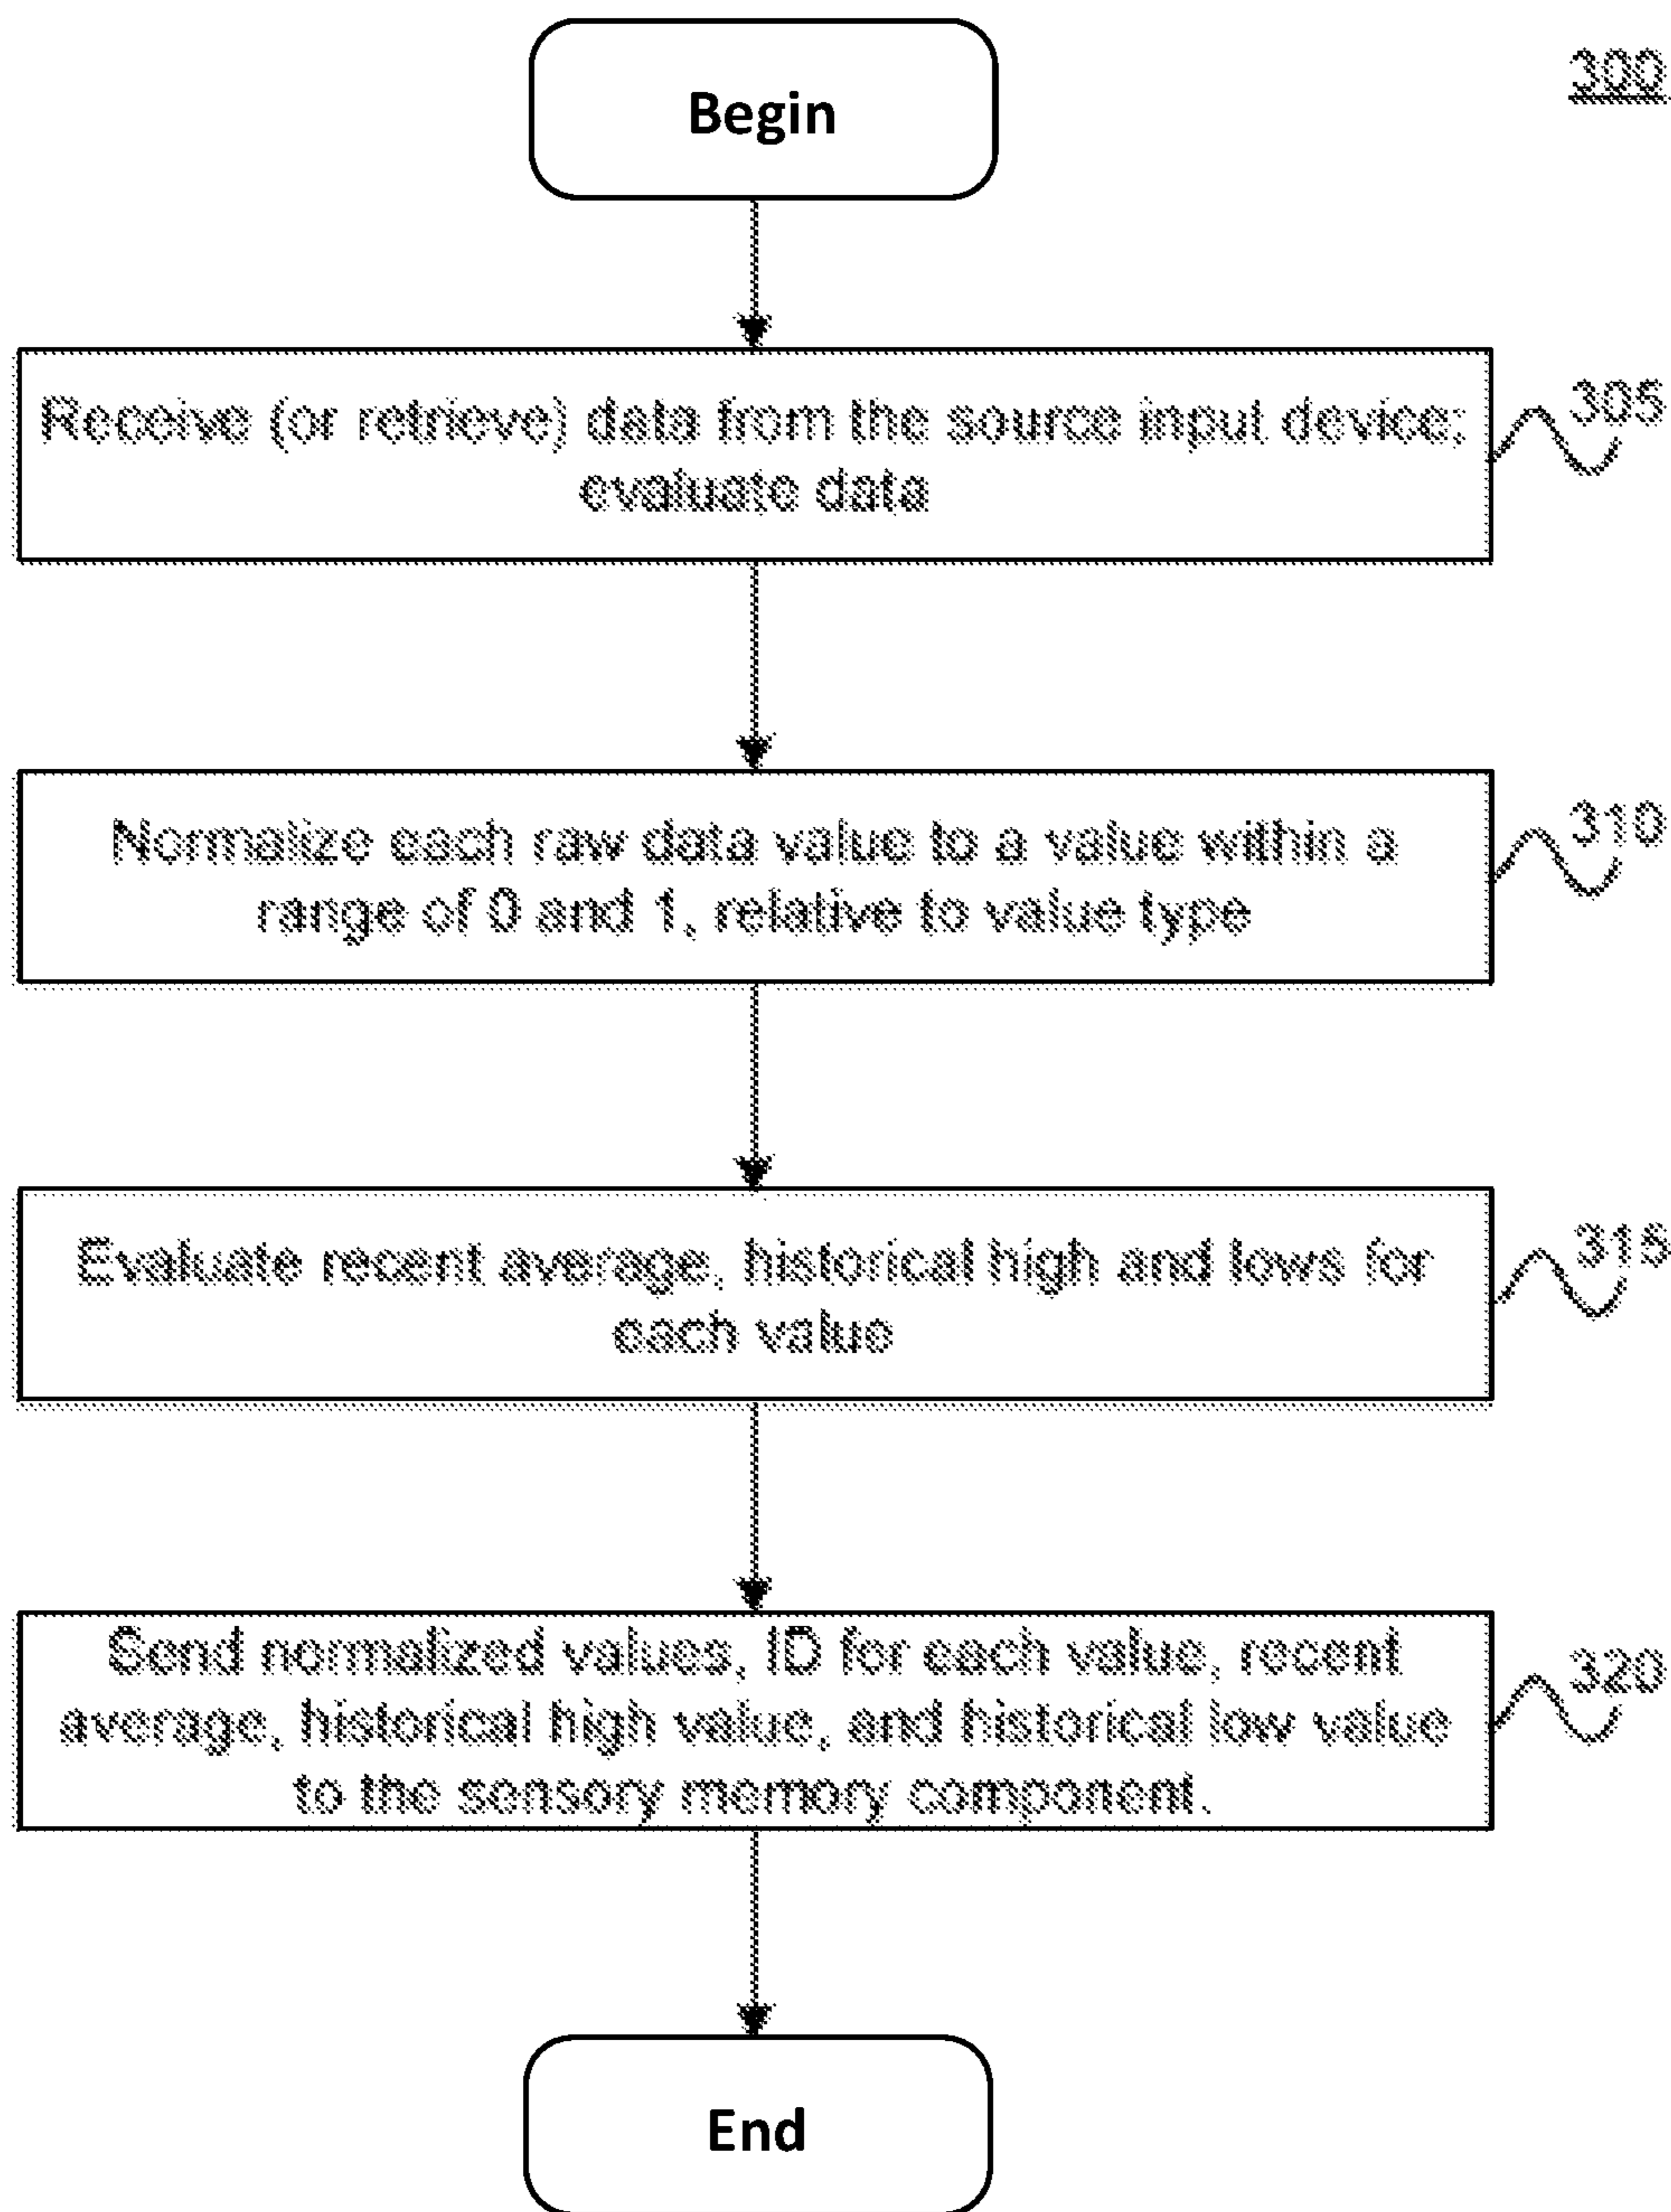 300
Begin
Receive (or retrieve) data from the source input device;
evaluate data
305
Normalize each raw data value to a value within a
range of 0 and 1, relative to value type
310
Evaluate recent average, historical high and lows for
each value
315
Send normalized values, ID for each value, recent
average, historical high value, and historical low value
to the sensory memory component.
320
End